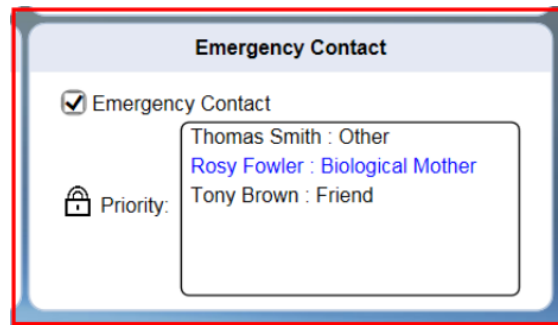 Emergency Contact
Emergency Contact
Thomas Smith : Other
Rosy Fowler : Biological Mother
Priority:
Tony Brown : Friend